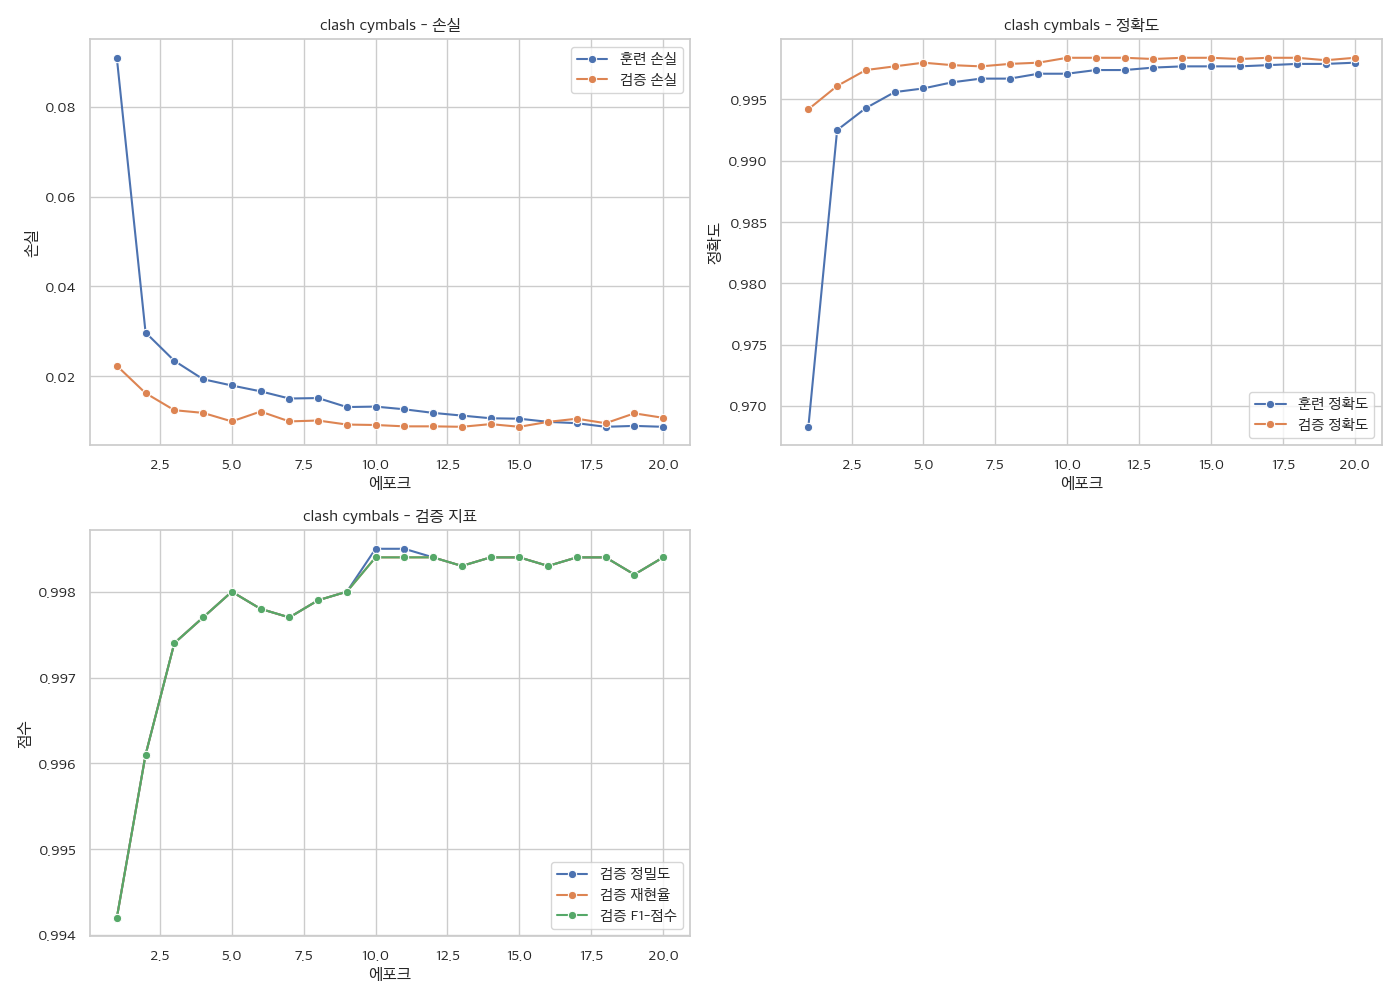 clash cymbals - 손실
손실
0.08
0.06
0.04
0.02
2.5 5.0 7.5 10.0 12.5 15.0 17.5 20.0
에포크
훈련 손실
검증 손실
clash cymbals - 정확도
정확도
0.995
0.990
0.985
0.980
0.975
0.970
2.5 5.0 7.5 10.0 12.5 15.0 17.5 20.0
에포크
훈련 정확도
검증 정확도
clash cymbals - 검증 지표
점수
0.998
0.997
0.996
0.995
0.994
2.5 5.0 7.5 10.0 12.5 15.0 17.5 20.0
에포크
검증 정밀도
검증 재현율
검증 F1-점수